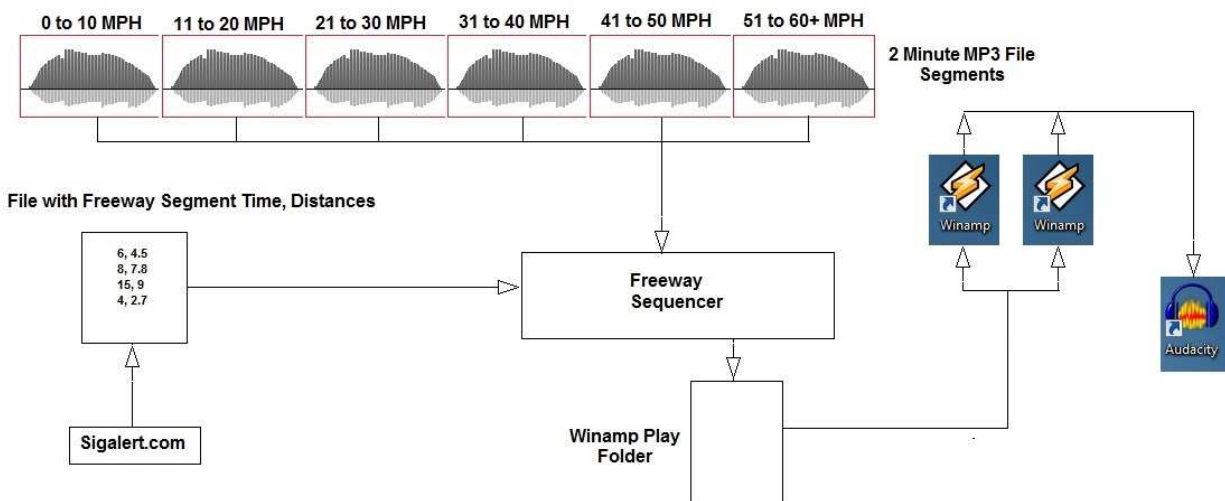 0 to 10 MPH
11 to 20 MPH
21 to 30 MPH
31 to 40 MPH
41 to 50 MPH
51 to 60+ MPH
2 Minute MP3 File
Segments
Winamp
Winamp
File with Freeway Segment Time, Distances
6, 4.5
8, 7.8
15, 9
4, 2.7
Freeway
Sequencer
Audacity
Sigalert.com
Winamp Play
Folder